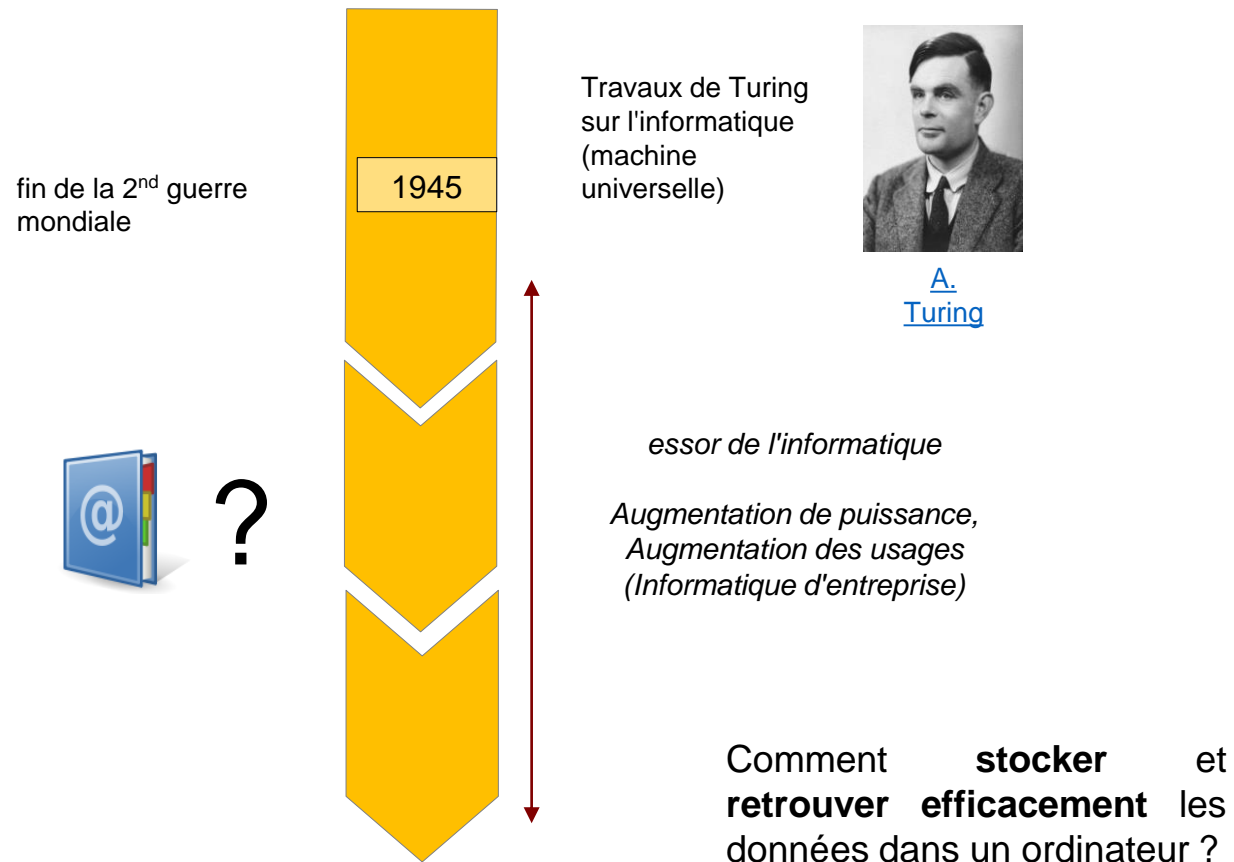 Travaux de Turing
sur l'informatique
(machine
universelle)
fin de la 2nd guerre
mondiale
1945
A.
Turing
@
?
essor de l'informatique
Augmentation de puissance,
Augmentation des usages
(Informatique d'entreprise)
Comment stocker et
retrouver efficacement les
données dans un ordinateur ?